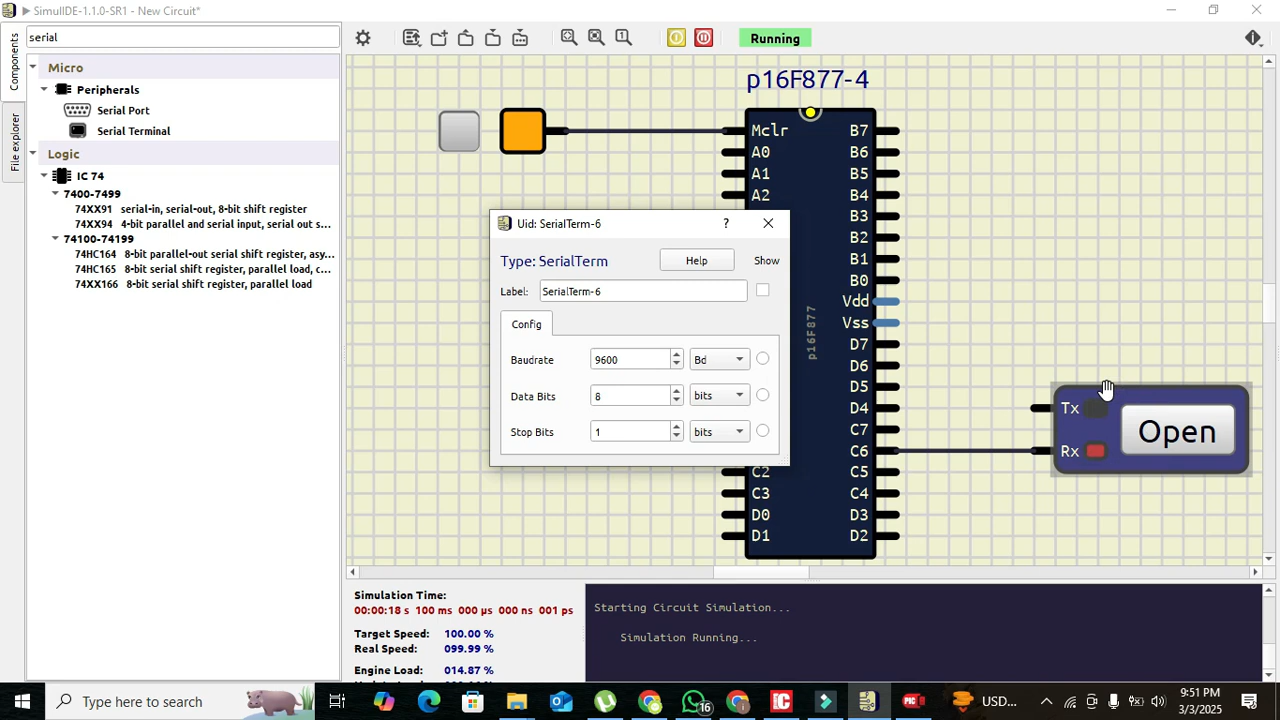 SimulIDE-1.1.0-SR1 - New Circuit*
Components
File explorer
serial
Micro
Peripherals
Serial Port
Serial Terminal
Logic
IC 74
7400-7499
74XX91 serial-in, serial-out, 8-bit shift register
74XX94 4-bit parallel and serial input, serial out s...
74100-74199
74HC164 8-bit parallel-out serial shift register, asy...
74HC165 8-bit serial shift register, parallel load, c...
74XX166 8-bit serial shift register, parallel load
Running
p16F877-4
Mclr B7
A0 B6
A1 B5
A2 B4
B3
B2
B1
B0
Vdd
Vss
D7
D6
D5
D4
C7
C6
C2 C5
C3 C4
D0 D3
D1 D2
p16F877
Uid: SerialTerm-6
?
Type: SerialTerm
Help
Show
Label: SerialTerm-6
Config
Baudrate 9600 Bd
Data Bits 8 bits
Stop Bits 1 bits
Tx
Rx
Open
Simulation Time:
00:00:18 s 100 ms 000 µs 000 ns 001 ps
Target Speed: 100.00 %
Real Speed: 099.99 %
Engine Load: 014.87 %
Starting Circuit Simulation...
Simulation Running...
Type here to search
16
USD...
3:51 PM
3/3/2025